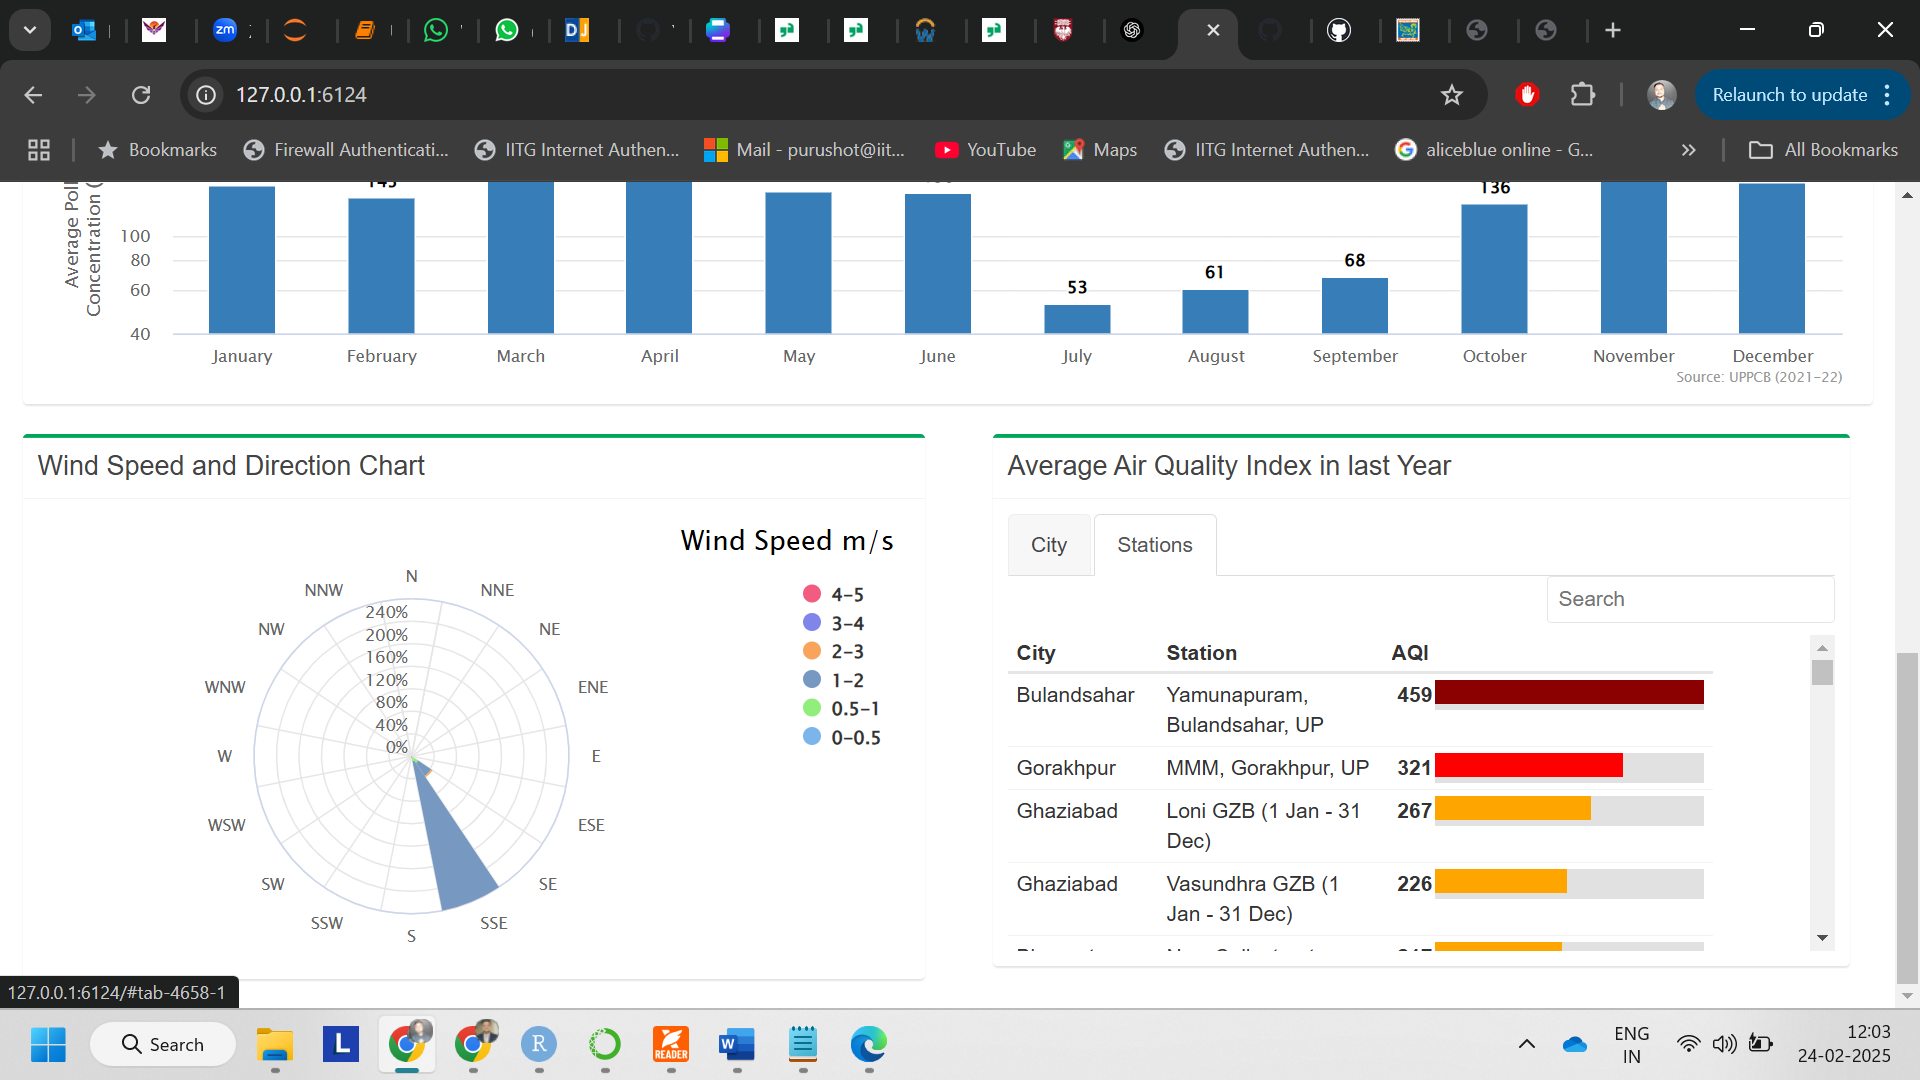 127.0.0.1:6124
Relaunch to update
Bookmarks
Firewall Authenticati...
IITG Internet Authen...
Mail - purushot@iit...
YouTube
Maps
IITG Internet Authen...
aliceblue online - G...
All Bookmarks
Average Poll
Concentration (
100
80
60
40
145
53
61
68
136
January
February
March
April
May
June
July
August
September
October
November
December
Source: UPPCB (2021-22)
Wind Speed and Direction Chart
Wind Speed m/s
4-5
3-4
2-3
1-2
0.5-1
0-0.5
N
NNE
NE
ENE
E
ESE
SE
SSE
S
SSW
SW
WSW
W
WNW
NW
NNW
240%
200%
160%
120%
80%
40%
0%
Average Air Quality Index in last Year
City
Stations
Search
City Station AQI
Bulandsahar Yamunapuram, 459
Bulandsahar, UP
Gorakhpur MMM, Gorakhpur, UP 321
Ghaziabad Loni GZB (1 Jan - 31 267
Dec)
Ghaziabad Vasundhra GZB (1 226
Jan - 31 Dec)
127.0.0.1:6124/#tab-4658-1
Search
L
R
READER
W
ENG
IN
12:03
24-02-2025